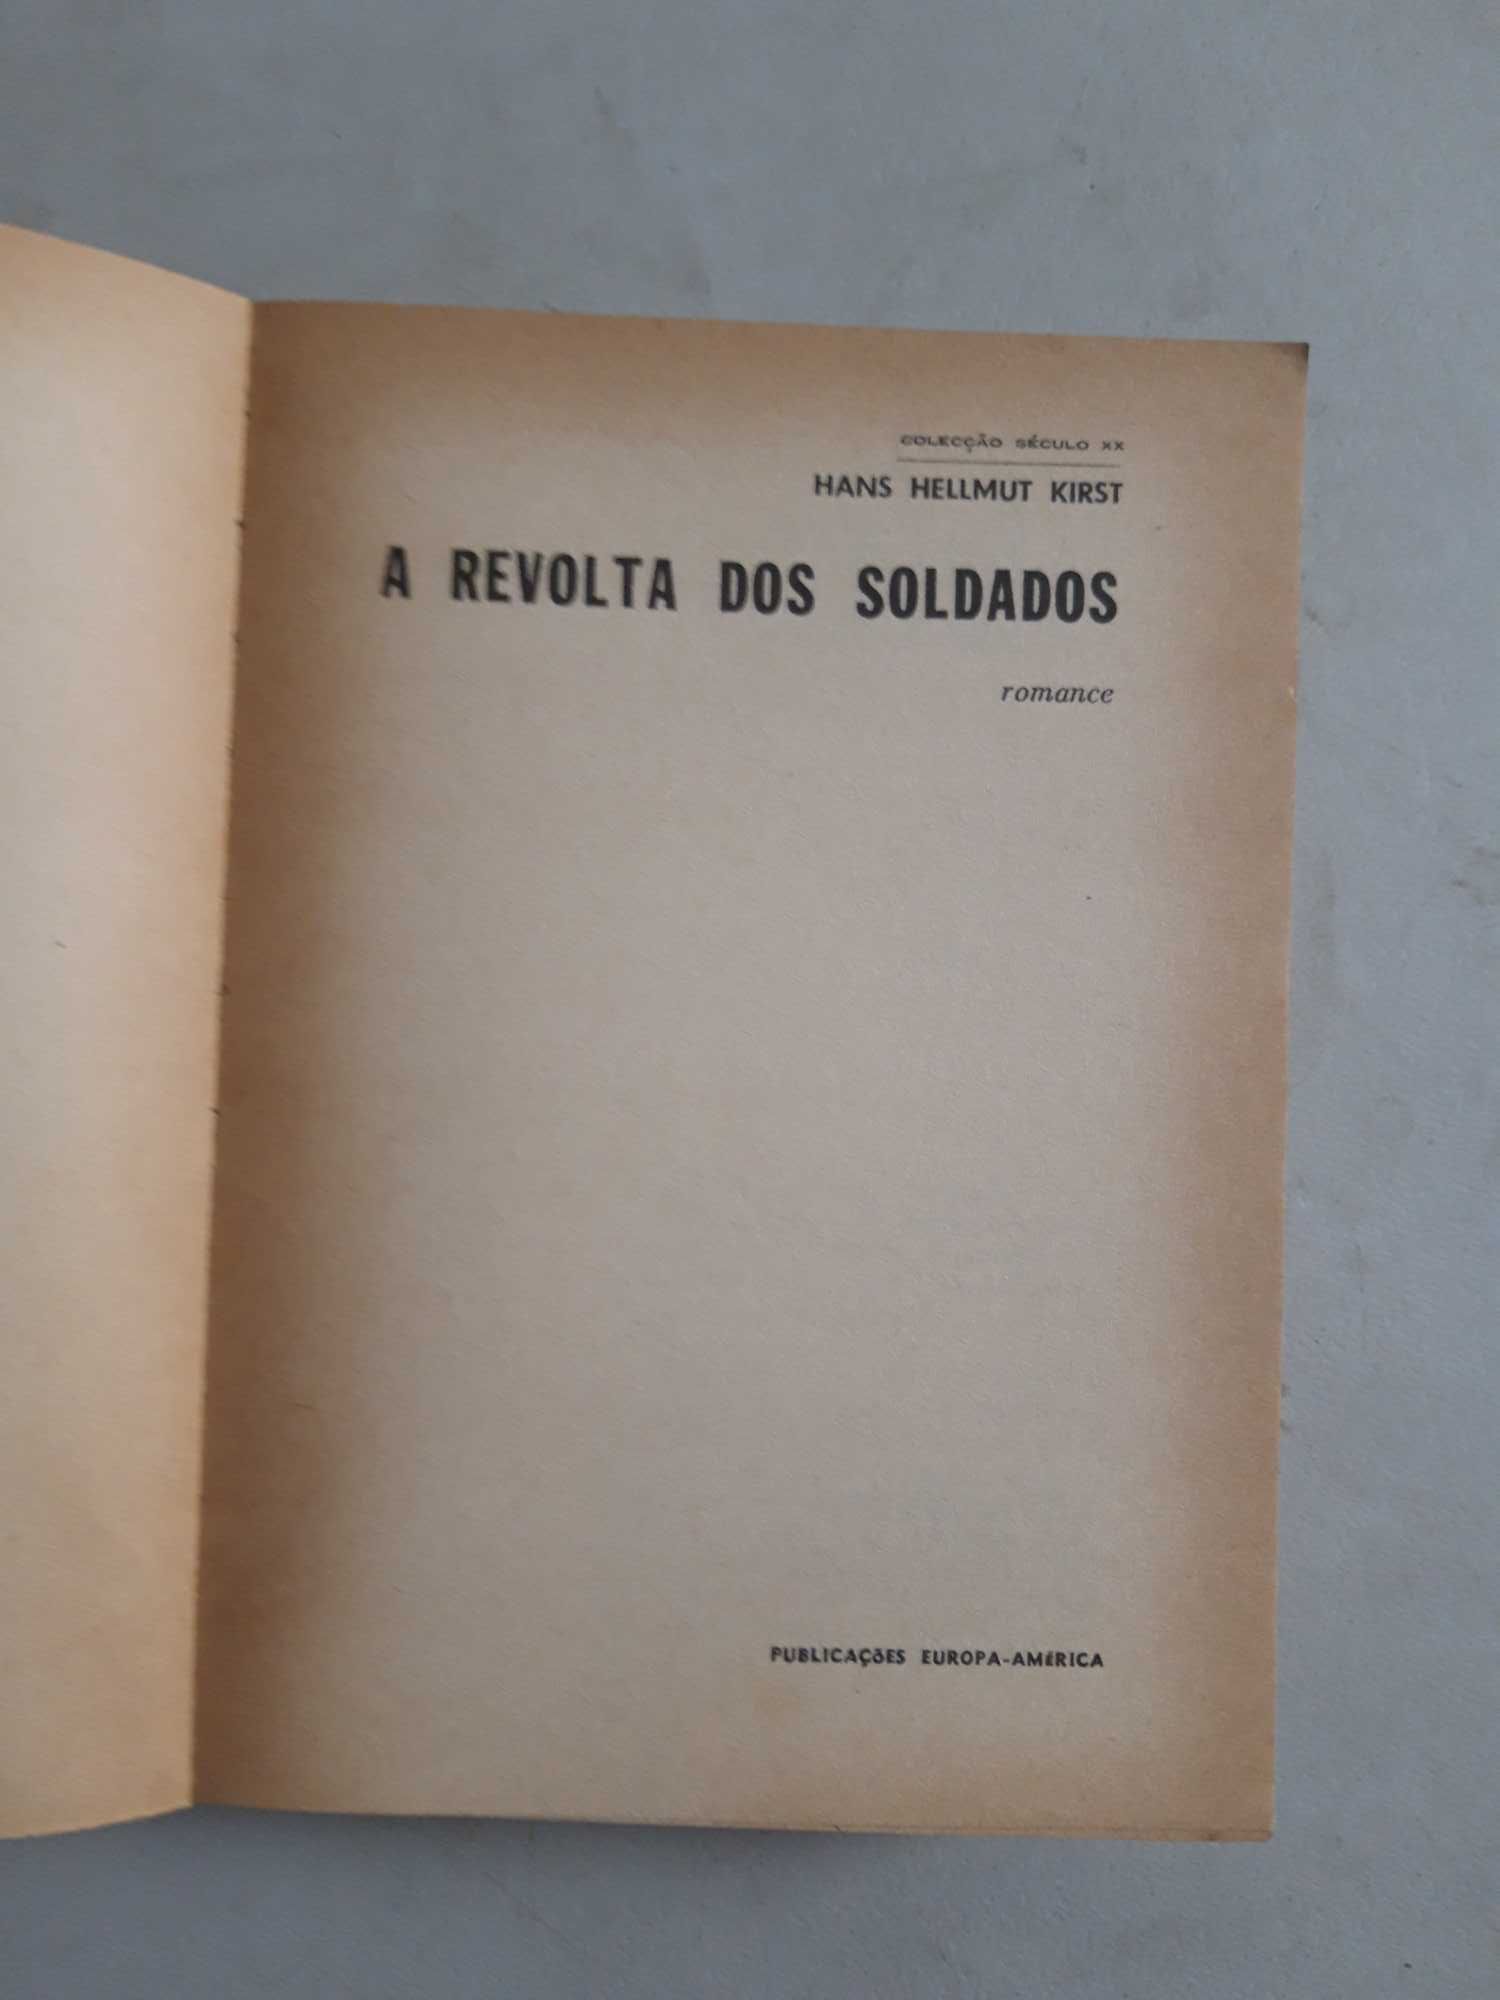 COLECÇÃO SÉCULO XX
HANS HELLMUT KIRST
A REVOLTA DOS SOLDADOS
romance
PUBLICAÇÕES EUROPA-AMÉRICA